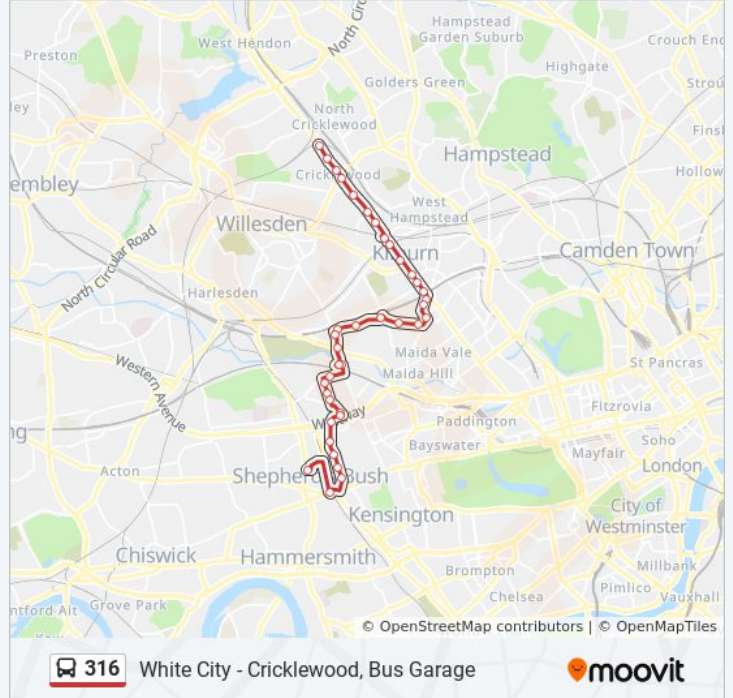 Hampstead
Garden Suburb
Crouch End
West Hendon
North Circ
Preston
Highgate
Golders Green
Strou
ley
North
Cricklewood
Finsl
Hampstead
Hollow
Cricklewood
embley
West
Hampstead
Willesden
Camden Town
Kilburn
North Circular Road
Harlesden
Maida Vale
St Pancras
Western Avenue
Maida Hill
Fitzrovia
Westway
Paddington
ng
Bayswater
Soho
Mayfair
London
Acton
Shepherd's Bush
City of
Westminster
Kensington
Chiswick
Hammersmith
Millbank
Brompton
Pimlico
Vauxhall
Chelsea
ntford Ait
Grove Park
© OpenStreetMap contributors | © OpenMapTiles
316 White City - Cricklewood, Bus Garage
moovit